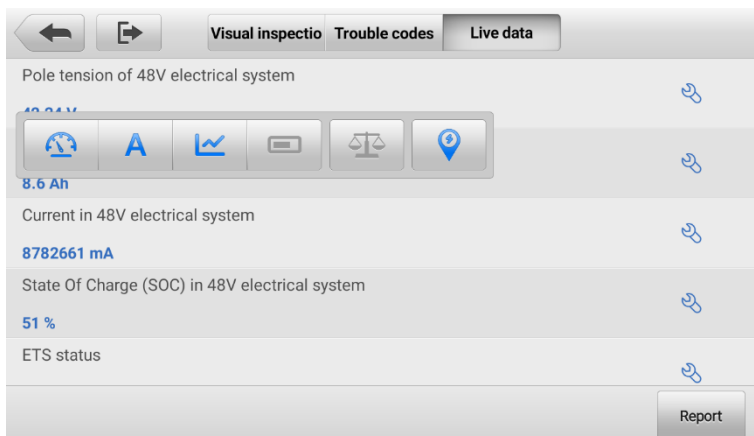 Visual inspectio
Trouble codes
Live data
Pole tension of 48V electrical system
A
8.6 Ah
Current in 48V electrical system
8782661 mA
State Of Charge (SOC) in 48V electrical system
51 %
ETS status
Report